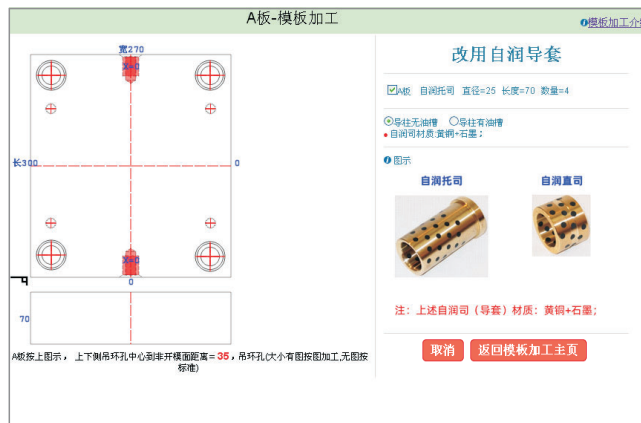 A板-模板加工
模板加工介绍
宽270
X=0
长300
0
X=0
0
70
A板按上图示， 上下侧吊环孔中心到非开模面距离= 35，吊环孔(大小有图按图加工,无图按
标准)
改用自润导套
A板 自润托司 直径=25 长度=70 数量=4
导柱无油槽 导柱有油槽
自润司材质:黄铜+石墨；
图示
自润托司 自润直司
注：上述自润司（导套）材质：黄铜+石墨；
取消 返回模板加工主页